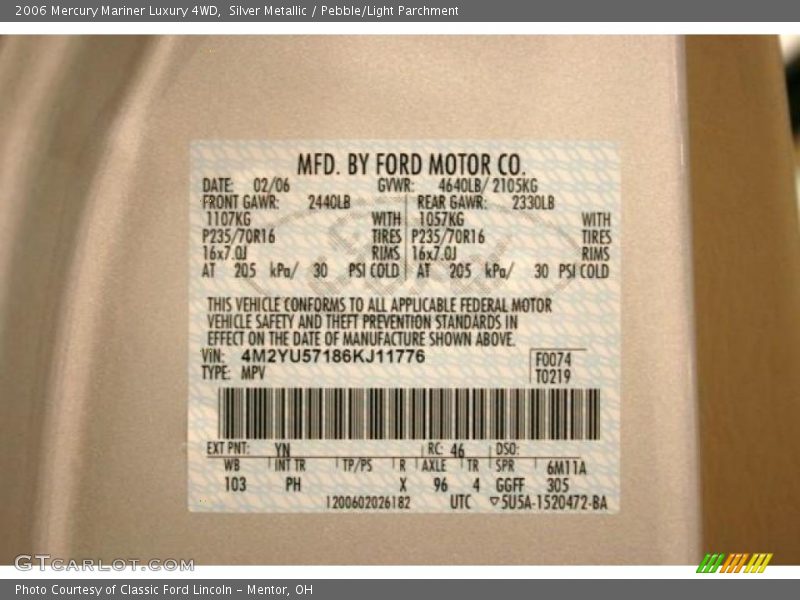 2006 Mercury Mariner Luxury 4WD, Silver Metallic / Pebble/Light Parchment
MFD. BY FORD MOTOR CO.
DATE: 02/06 GVWR: 4640LB/ 2105KG
FRONT GAWR: 2440LB REAR GAWR: 2330LB
1107KG WITH 1057KG WITH
P235/70R16 TIRES P235/70R16 TIRES
16x7.0J RIMS 16x7.0J RIMS
AT 205 kPa/ 30 PSI COLD AT 205 kPa/ 30 PSI COLD
THIS VEHICLE CONFORMS TO ALL APPLICABLE FEDERAL MOTOR
VEHICLE SAFETY AND THEFT PREVENTION STANDARDS IN
EFFECT ON THE DATE OF MANUFACTURE SHOWN ABOVE.
VIN: 4M2YU57186KJ11776 F0074
TYPE: MPV T0219
EXT PNT: YN RC: 46 DSO:
WB INT TR TP/PS R AXLE TR SPR 6M11A
103 PH X 96 4 GGFF 305
1200602026182 UTC ▽5U5A-1520472-BA
GTCARLOT.COM
Photo Courtesy of Classic Ford Lincoln - Mentor, OH